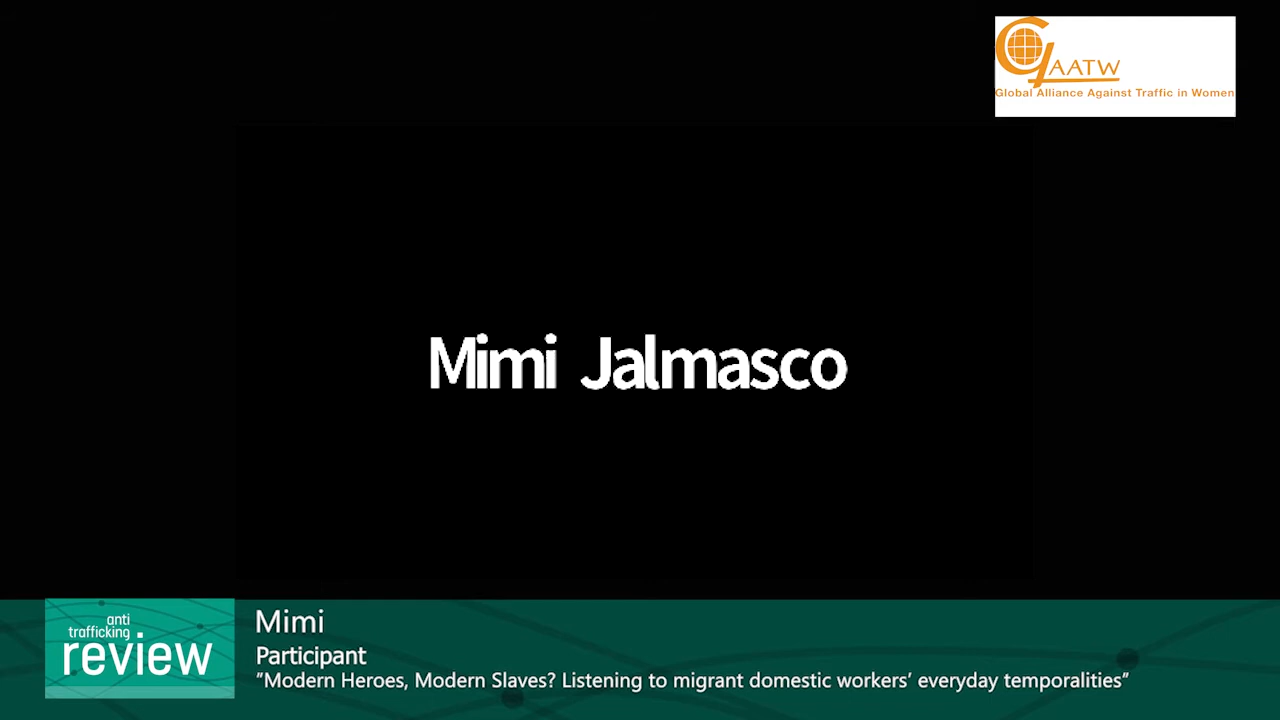 GAATW
Global Alliance Against Traffic in Women
Mimi Jalmasco
anti
trafficking
review
Mimi
Participant
"Modern Heroes, Modern Slaves? Listening to migrant domestic workers' everyday temporalities"